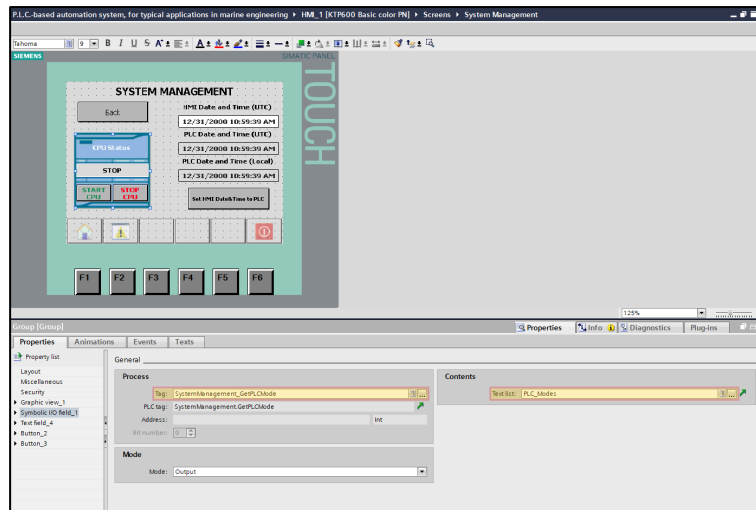 P.L.C.-based automation system, for typical applications in marine engineering ▸ HMI_1 [KTP600 Basic color PN] ▸ Screens ▸ System Management
Tahoma 9 B I U S A
SIEMENS
SIMATIC PANEL
TOUCH
SYSTEM MANAGEMENT
Back
HMI Date and Time (UTC)
12/31/2000 10:59:39 AM
PLC Date and Time (UTC)
CPU Status
12/31/2000 10:59:39 AM
PLC Date and Time (Local)
STOP
12/31/2000 10:59:39 AM
START CPU
STOP CPU
Set HMI Date&Time to PLC
F1 F2 F3 F4 F5 F6
125%
Group [Group]
Properties Info Diagnostics Plug-ins
Properties Animations Events Texts
Property list
General
Layout
Miscellaneous
Security
Graphic view_1
Symbolic I/O field_1
Text field_4
Button_2
Button_3
Process
Tag: SystemManagement_GetPLCMode
PLC tag: SystemManagement.GetPLCMode
Address: Int
Bit number: 0
Mode
Mode: Output
Contents
Text list: PLC_Modes